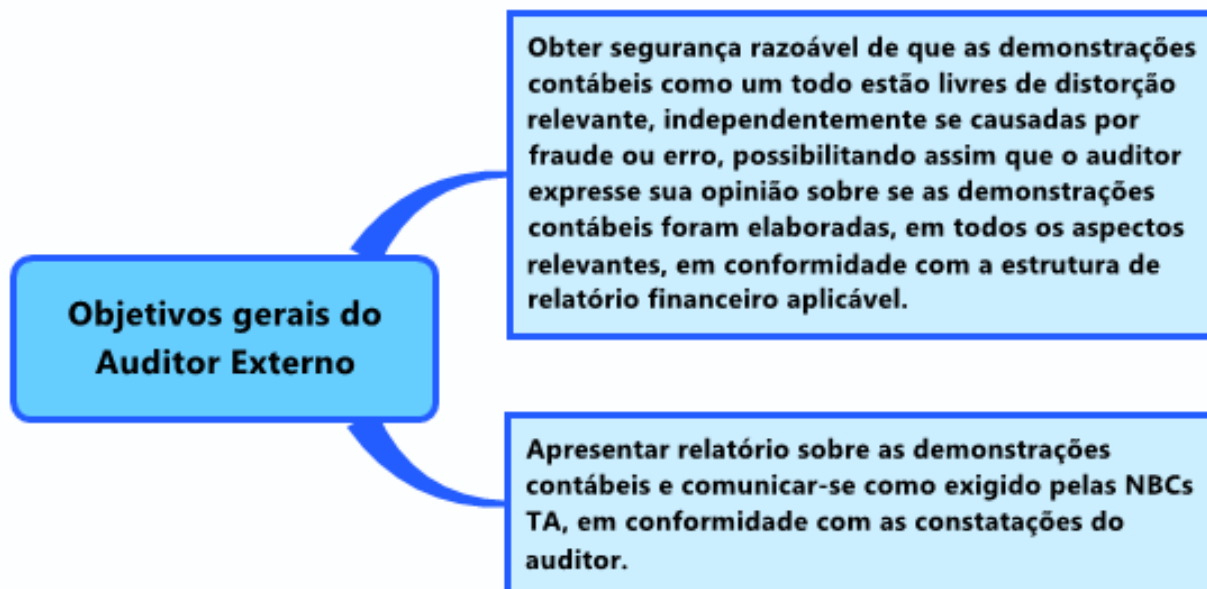 Obter segurança razoável de que as demonstrações
contábeis como um todo estão livres de distorção
relevante, independentemente se causadas por
fraude ou erro, possibilitando assim que o auditor
expresse sua opinião sobre se as demonstrações
contábeis foram elaboradas, em todos os aspectos
relevantes, em conformidade com a estrutura de
relatório financeiro aplicável.
Objetivos gerais do
Auditor Externo
Apresentar relatório sobre as demonstrações
contábeis e comunicar-se como exigido pelas NBCs
TA, em conformidade com as constatações do
auditor.